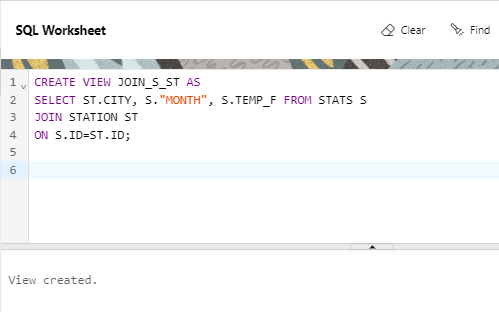 SQL Worksheet
Clear
Find
1 CREATE VIEW JOIN_S_ST AS
2 SELECT ST.CITY, S."MONTH", S.TEMP_F FROM STATS S
3 JOIN STATION ST
4 ON S.ID=ST.ID;
5
6
View created.